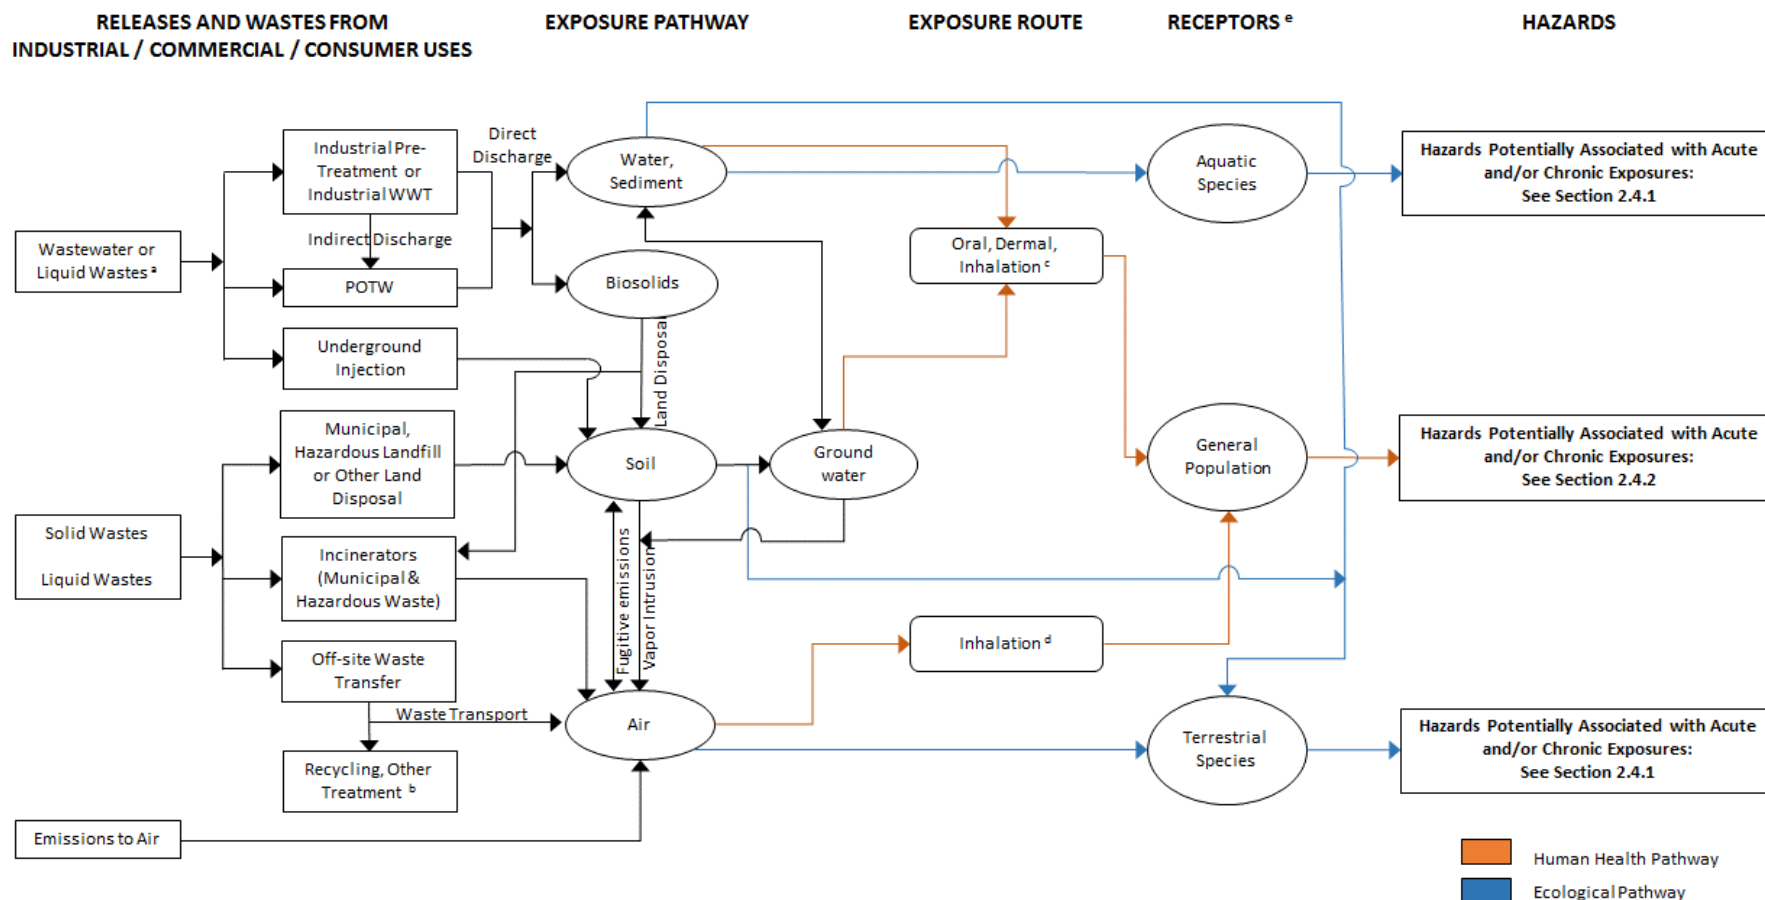 RELEASES AND WASTES FROM
INDUSTRIAL / COMMERCIAL / CONSUMER USES
EXPOSURE PATHWAY
EXPOSURE ROUTE
RECEPTORS e
HAZARDS
Wastewater or
Liquid Wastes a
Industrial Pre-
Treatment or
Industrial WWT
Indirect Discharge
POTW
Underground
Injection
Direct
Discharge
Water,
Sediment
Biosolids
Land Disposal
Oral, Dermal,
Inhalation c
Aquatic
Species
Hazards Potentially Associated with Acute
and/or Chronic Exposures:
See Section 2.4.1
Solid Wastes
Liquid Wastes
Municipal,
Hazardous Landfill
or Other Land
Disposal
Incinerators
(Municipal &
Hazardous Waste)
Off-site Waste
Transfer
Waste Transport
Recycling, Other
Treatment b
Soil
Ground
water
Fugitive emissions
Vapor Intrusion
Air
Inhalation d
General
Population
Hazards Potentially Associated with Acute
and/or Chronic Exposures:
See Section 2.4.2
Terrestrial
Species
Hazards Potentially Associated with Acute
and/or Chronic Exposures:
See Section 2.4.1
Emissions to Air
Human Health Pathway
Ecological Pathway